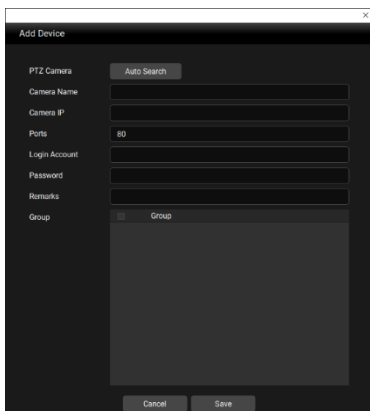 Add Device
PTZ Camera Auto Search
Camera Name
Camera IP
Ports 80
Login Account
Password
Remarks
Group Group
Cancel Save